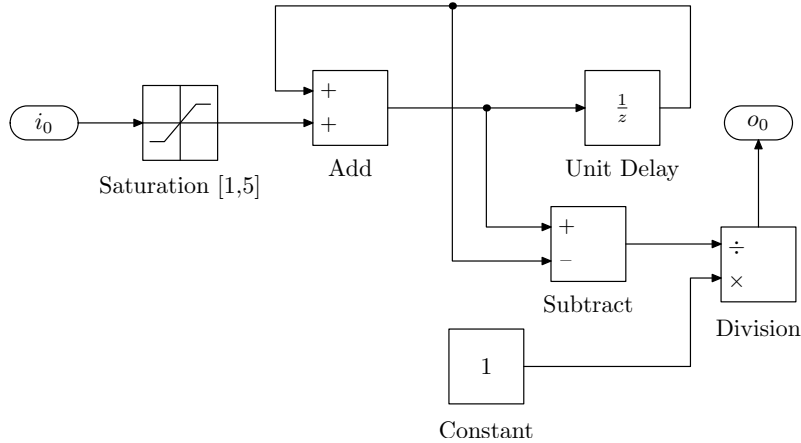 +
+
i₀
1/z
o₀
Saturation [1,5]
Add
Unit Delay
+
−
÷
×
Subtract
Division
1
Constant